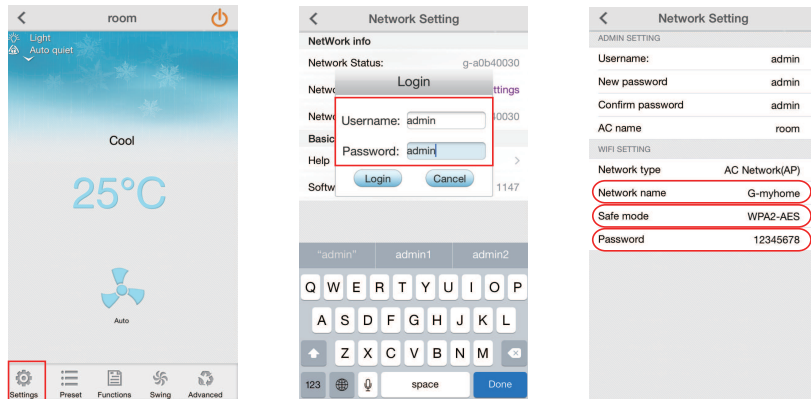 room
Light
Auto quiet
Cool
25°C
Auto
Settings Preset Functions Swing Advanced
Network Setting
NetWork info
Network Status: g-a0b40030
Netwo ttings
Netwo 40030
Basic
Help
Softw 1147
Login
Username: admin
Password: admin
Login Cancel
"admin" admin1 admin2
Q W E R T Y U I O P
A S D F G H J K L
Z X C V B N M
123 space Done
Network Setting
ADMIN SETTING
Username: admin
New password admin
Confirm password admin
AC name room
WIFI SETTING
Network type AC Network(AP)
Network name G-myhome
Safe mode WPA2-AES
Password 12345678